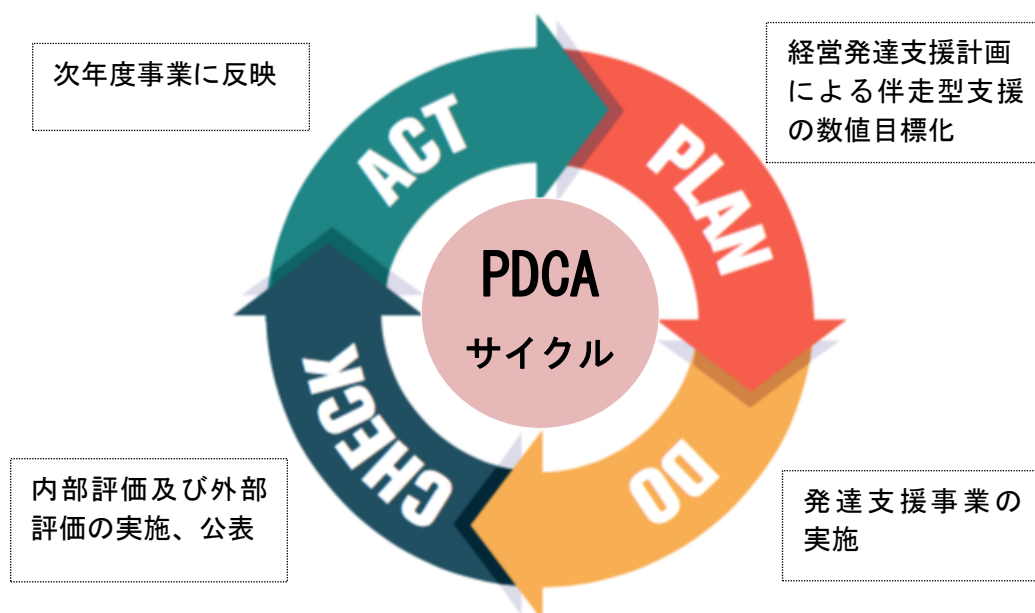 次年度事業に反映
経営発達支援計画
による伴走型支援
の数値目標化
ACT
PLAN
PDCA
サイクル
CHECK
DO
内部評価及び外部
評価の実施、公表
発達支援事業の
実施